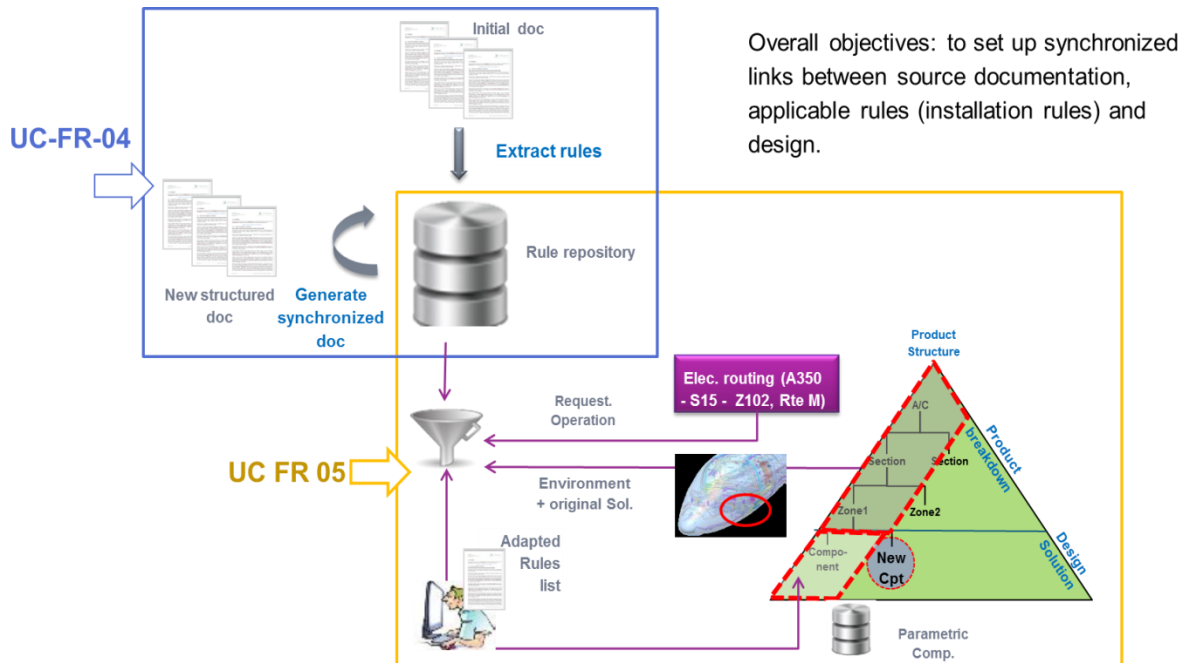 Initial doc
Overall objectives: to set up synchronized
links between source documentation,
applicable rules (installation rules) and
design.
UC-FR-04
Extract rules
Rule repository
New structured
doc
Generate
synchronized
doc
Product
Structure
Elec. routing (A350
- S15 - Z102, Rte M)
Request.
Operation
A/C
Product
breakdown
Section
Section
UC FR 05
Environment
+ original Sol.
Zone1
Zone2
Adapted
Rules
list
Compo-
nent
New
Cpt
Design
Solution
Parametric
Comp.